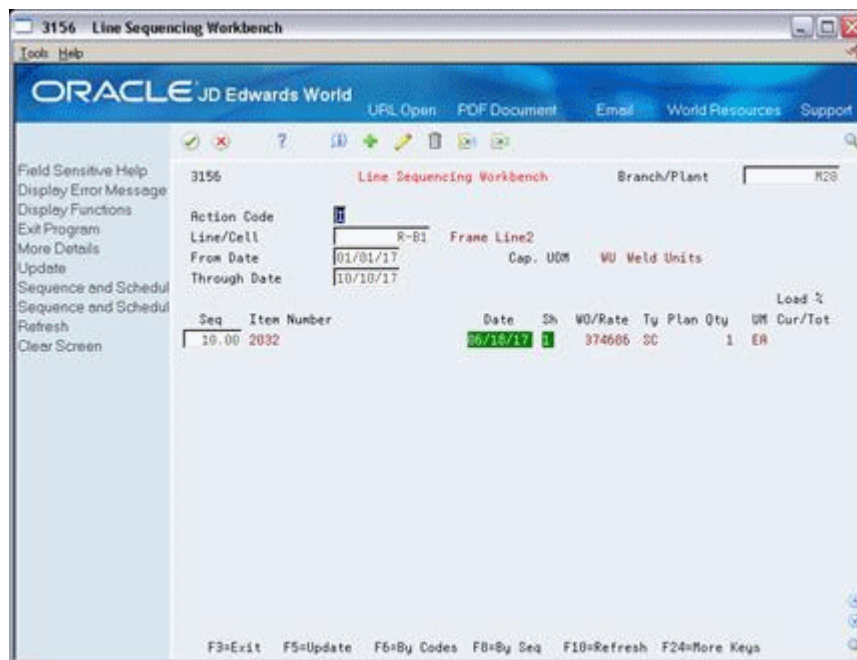 3156 Line Sequencing Workbench
Tools Help
ORACLE JD Edwards World
URL Open PDF Document Email World Resources Support
Field Sensitive Help
Display Error Message
Display Functions
Exit Program
More Details
Update
Sequence and Schedul
Sequence and Schedul
Refresh
Clear Screen
3156 Line Sequencing Workbench Branch/Plant M28
Action Code I
Line/Cell R-B1 Frame Line2
From Date 01/01/17 Cap. UOM WU Weld Units
Through Date 10/10/17
Load %
Seq Item Number Date Sh WO/Rate Ty Plan Qty UM Cur/Tot
10.00 2032 06/18/17 1 374686 SC 1 EA
F3=Exit F5=Update F6=By Codes F8=By Seq F10=Refresh F24=More Keys